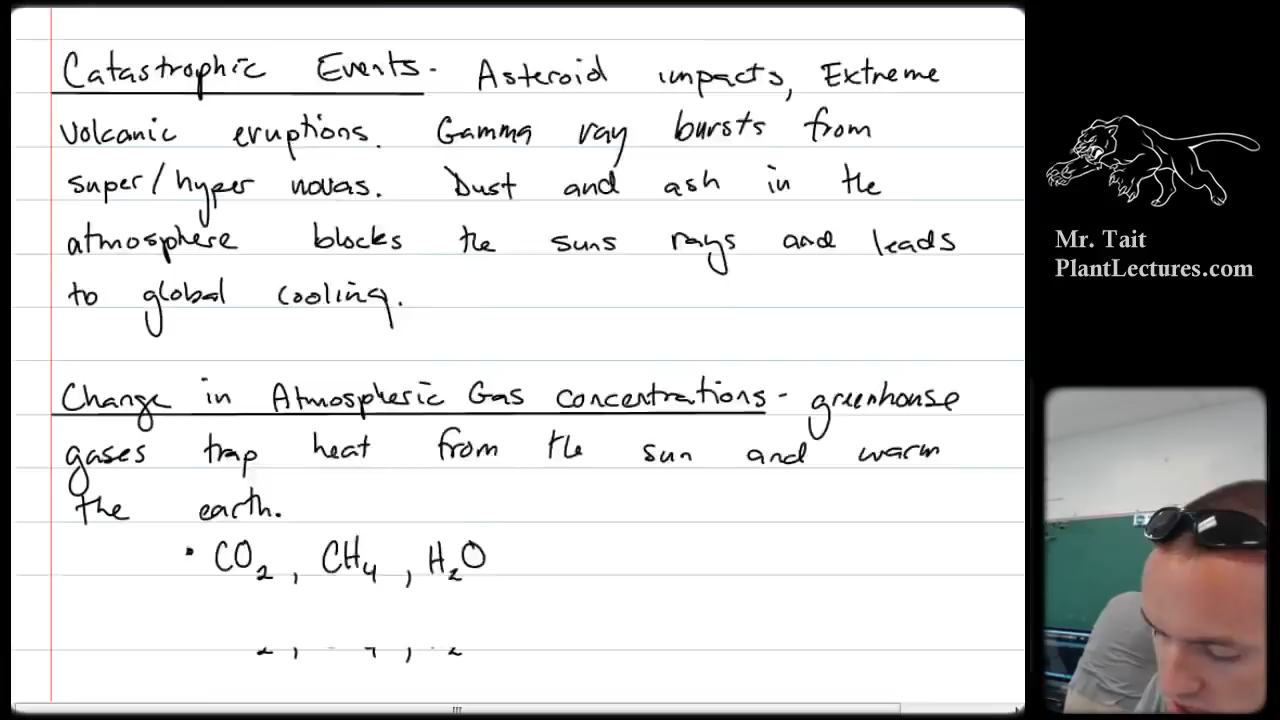 Catastrophic Events - Asteroid impacts, Extreme
volcanic eruptions. Gamma ray bursts from
super/hyper novas. Dust and ash in the
atmosphere blocks the suns rays and leads
to global cooling.
Change in Atmospheric Gas concentrations - greenhouse
gases trap heat from the sun and warm
the earth.
• CO₂, CH₄, H₂O
Mr. Tait
PlantLectures.com